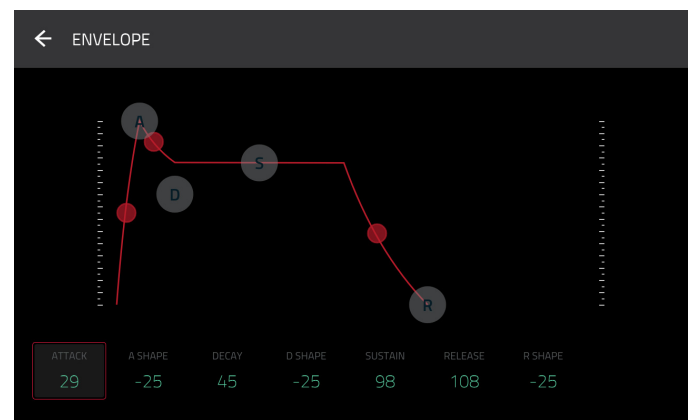 ENVELOPE
A
S
D
R
ATTACK A SHAPE DECAY D SHAPE SUSTAIN RELEASE R SHAPE
29 -25 45 -25 98 108 -25